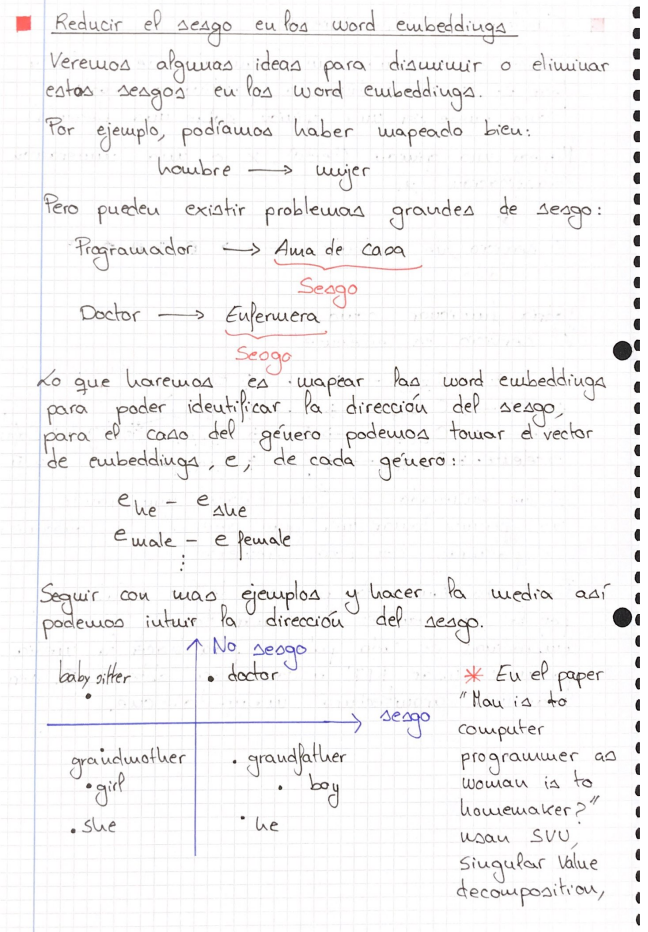 Reducir el sesgo en los word embeddings
Veremos algunas ideas para disminuir o eliminar
estos sesgos en los word embeddings.
Por ejemplo, podíamos haber mapeado bien:
hombre → mujer
Pero pueden existir problemas grandes de sesgo:
Programador → Ama de casa
Sesgo
Doctor → Enfermera
Sesgo
Lo que haremos es mapear las word embeddings
para poder identificar la dirección del sesgo,
para el caso del género podemos tomar el vector
de embeddings, e, de cada género:
e he - e she
e male - e female
⋮
Seguir con mas ejemplos y hacer la media así
podemos intuir la dirección del sesgo.
No sesgo
baby sitter
doctor
sesgo
grandmother
grandfather
girl
boy
she
he
* En el paper
"Man is to
computer
programmer as
woman is to
homemaker?"
usan SVU,
Singular Value
decomposition,